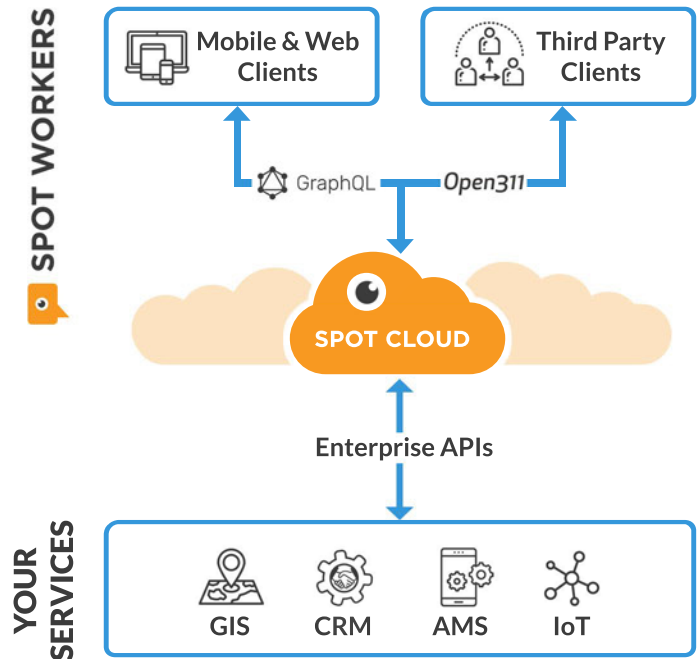 SPOT WORKERS
Mobile & Web
Clients
Third Party
Clients
GraphQL
Open311
SPOT CLOUD
Enterprise APIs
YOUR
SERVICES
GIS
CRM
AMS
IoT